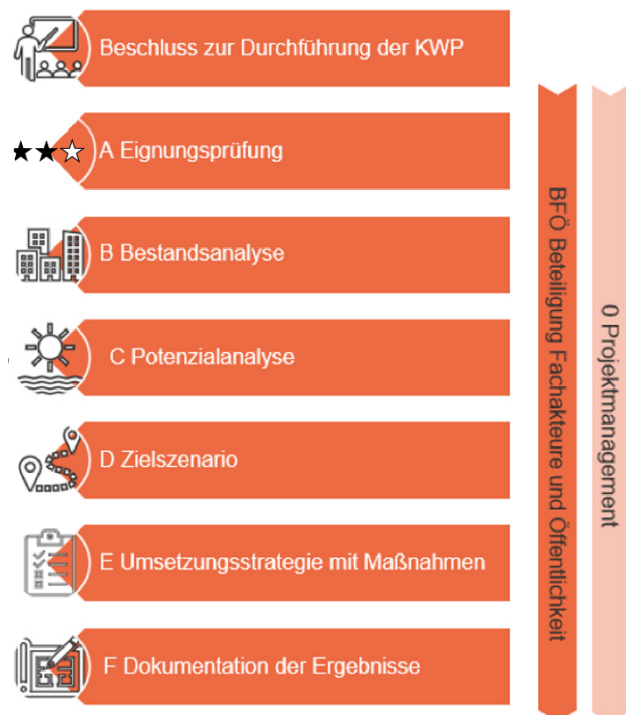 Beschluss zur Durchführung der KWP
A Eignungsprüfung
B Bestandsanalyse
C Potenzialanalyse
D Zielszenario
E Umsetzungsstrategie mit Maßnahmen
F Dokumentation der Ergebnisse
BFÖ Beteiligung Fachakteure und Öffentlichkeit
0 Projektmanagement